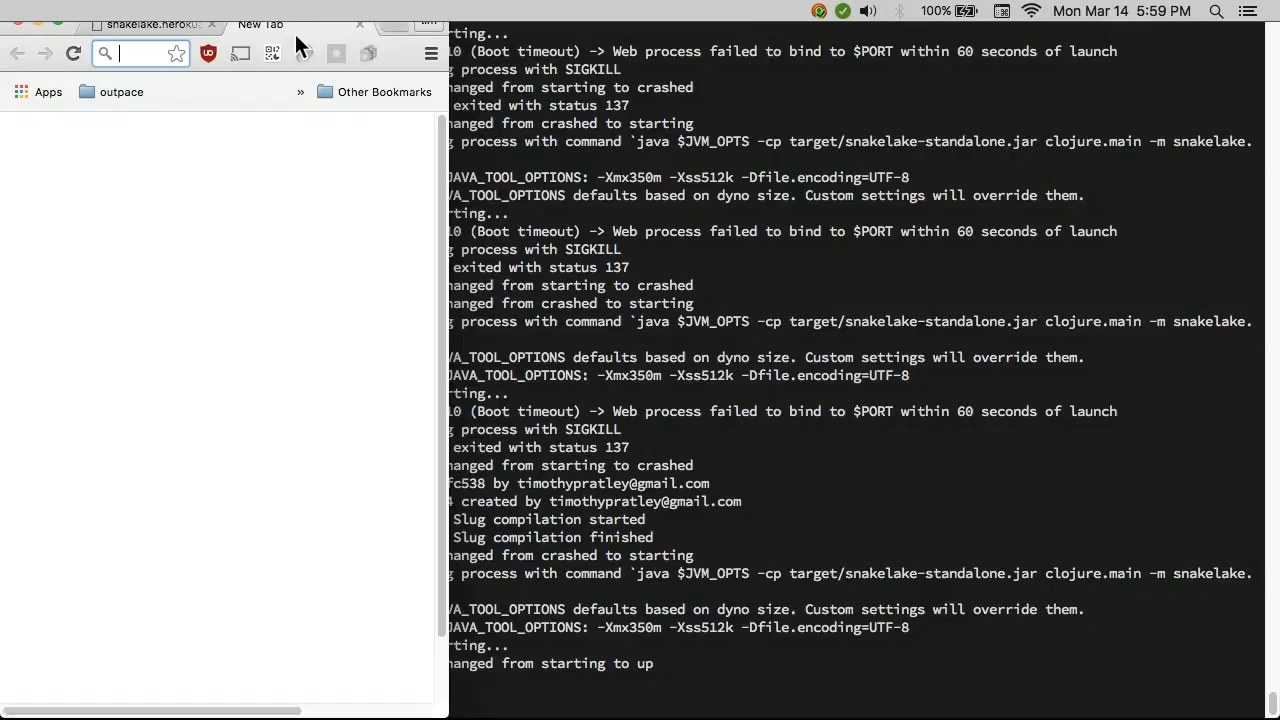 100% Mon Mar 14 5:59 PM
snakelake.heroku
New Tab
Apps outpace » Other Bookmarks
rting...
10 (Boot timeout) -> Web process failed to bind to $PORT within 60 seconds of launch
g process with SIGKILL
hanged from starting to crashed
exited with status 137
hanged from crashed to starting
g process with command `java $JVM_OPTS -cp target/snakelake-standalone.jar clojure.main -m snakelake.
JAVA_TOOL_OPTIONS: -Xmx350m -Xss512k -Dfile.encoding=UTF-8
VA_TOOL_OPTIONS defaults based on dyno size. Custom settings will override them.
rting...
10 (Boot timeout) -> Web process failed to bind to $PORT within 60 seconds of launch
g process with SIGKILL
exited with status 137
hanged from starting to crashed
hanged from crashed to starting
g process with command `java $JVM_OPTS -cp target/snakelake-standalone.jar clojure.main -m snakelake.
VA_TOOL_OPTIONS defaults based on dyno size. Custom settings will override them.
JAVA_TOOL_OPTIONS: -Xmx350m -Xss512k -Dfile.encoding=UTF-8
rting...
10 (Boot timeout) -> Web process failed to bind to $PORT within 60 seconds of launch
g process with SIGKILL
exited with status 137
hanged from starting to crashed
fc538 by timothypratley@gmail.com
4 created by timothypratley@gmail.com
Slug compilation started
Slug compilation finished
hanged from crashed to starting
g process with command `java $JVM_OPTS -cp target/snakelake-standalone.jar clojure.main -m snakelake.
VA_TOOL_OPTIONS defaults based on dyno size. Custom settings will override them.
JAVA_TOOL_OPTIONS: -Xmx350m -Xss512k -Dfile.encoding=UTF-8
rting...
hanged from starting to up